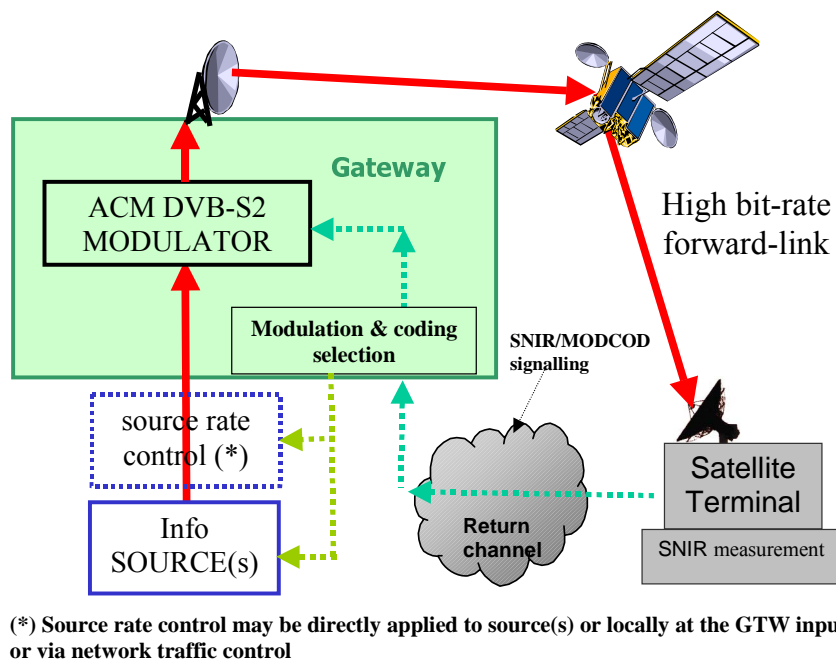 Gateway
ACM DVB-S2
MODULATOR
High bit-rate
forward-link
Modulation & coding
selection
SNIR/MODCOD
signalling
source rate
control (*)
Satellite
Terminal
Return
channel
Info
SOURCE(s)
SNIR measurement
(*) Source rate control may be directly applied to source(s) or locally at the GTW input
or via network traffic control